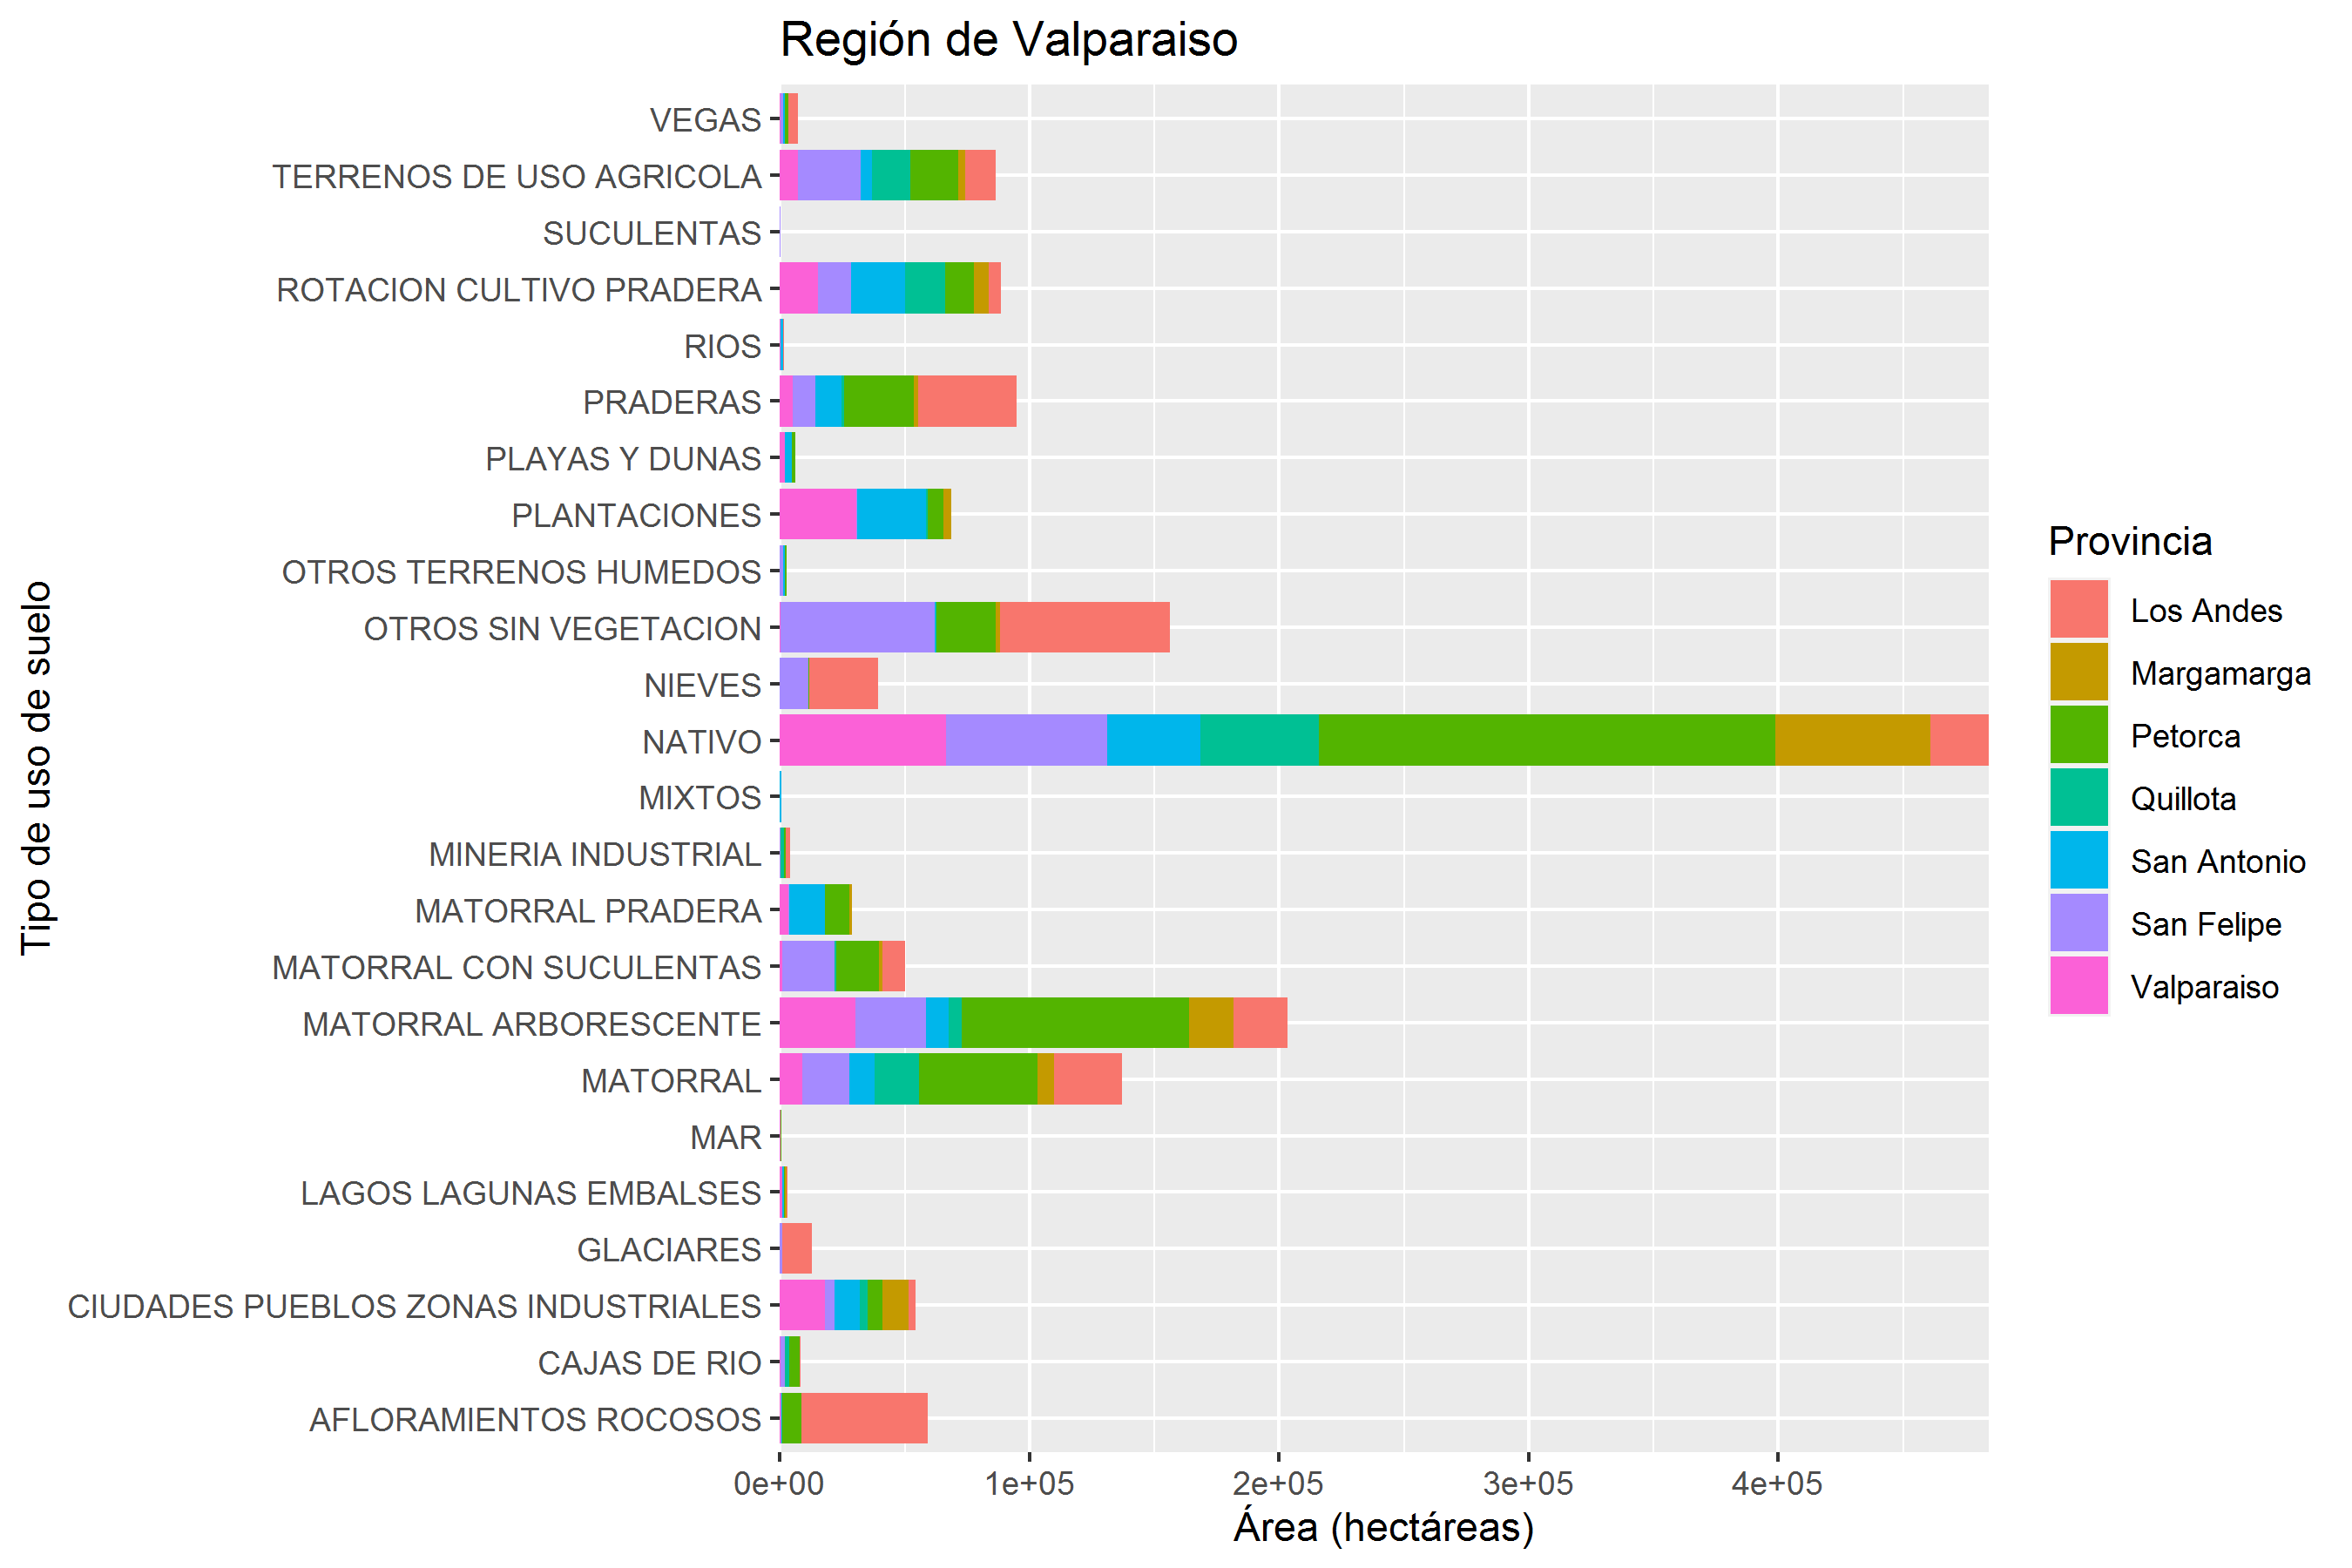 Región de Valparaiso
VEGAS
TERRENOS DE USO AGRICOLA
SUCULENTAS
ROTACION CULTIVO PRADERA
RIOS
PRADERAS
PLAYAS Y DUNAS
PLANTACIONES
OTROS TERRENOS HUMEDOS
OTROS SIN VEGETACION
NIEVES
NATIVO
MIXTOS
MINERIA INDUSTRIAL
MATORRAL PRADERA
MATORRAL CON SUCULENTAS
MATORRAL ARBORESCENTE
MATORRAL
MAR
LAGOS LAGUNAS EMBALSES
GLACIARES
CIUDADES PUEBLOS ZONAS INDUSTRIALES
CAJAS DE RIO
AFLORAMIENTOS ROCOSOS
Tipo de uso de suelo
0e+00 1e+05 2e+05 3e+05 4e+05
Área (hectáreas)
Provincia
Los Andes
Margamarga
Petorca
Quillota
San Antonio
San Felipe
Valparaiso